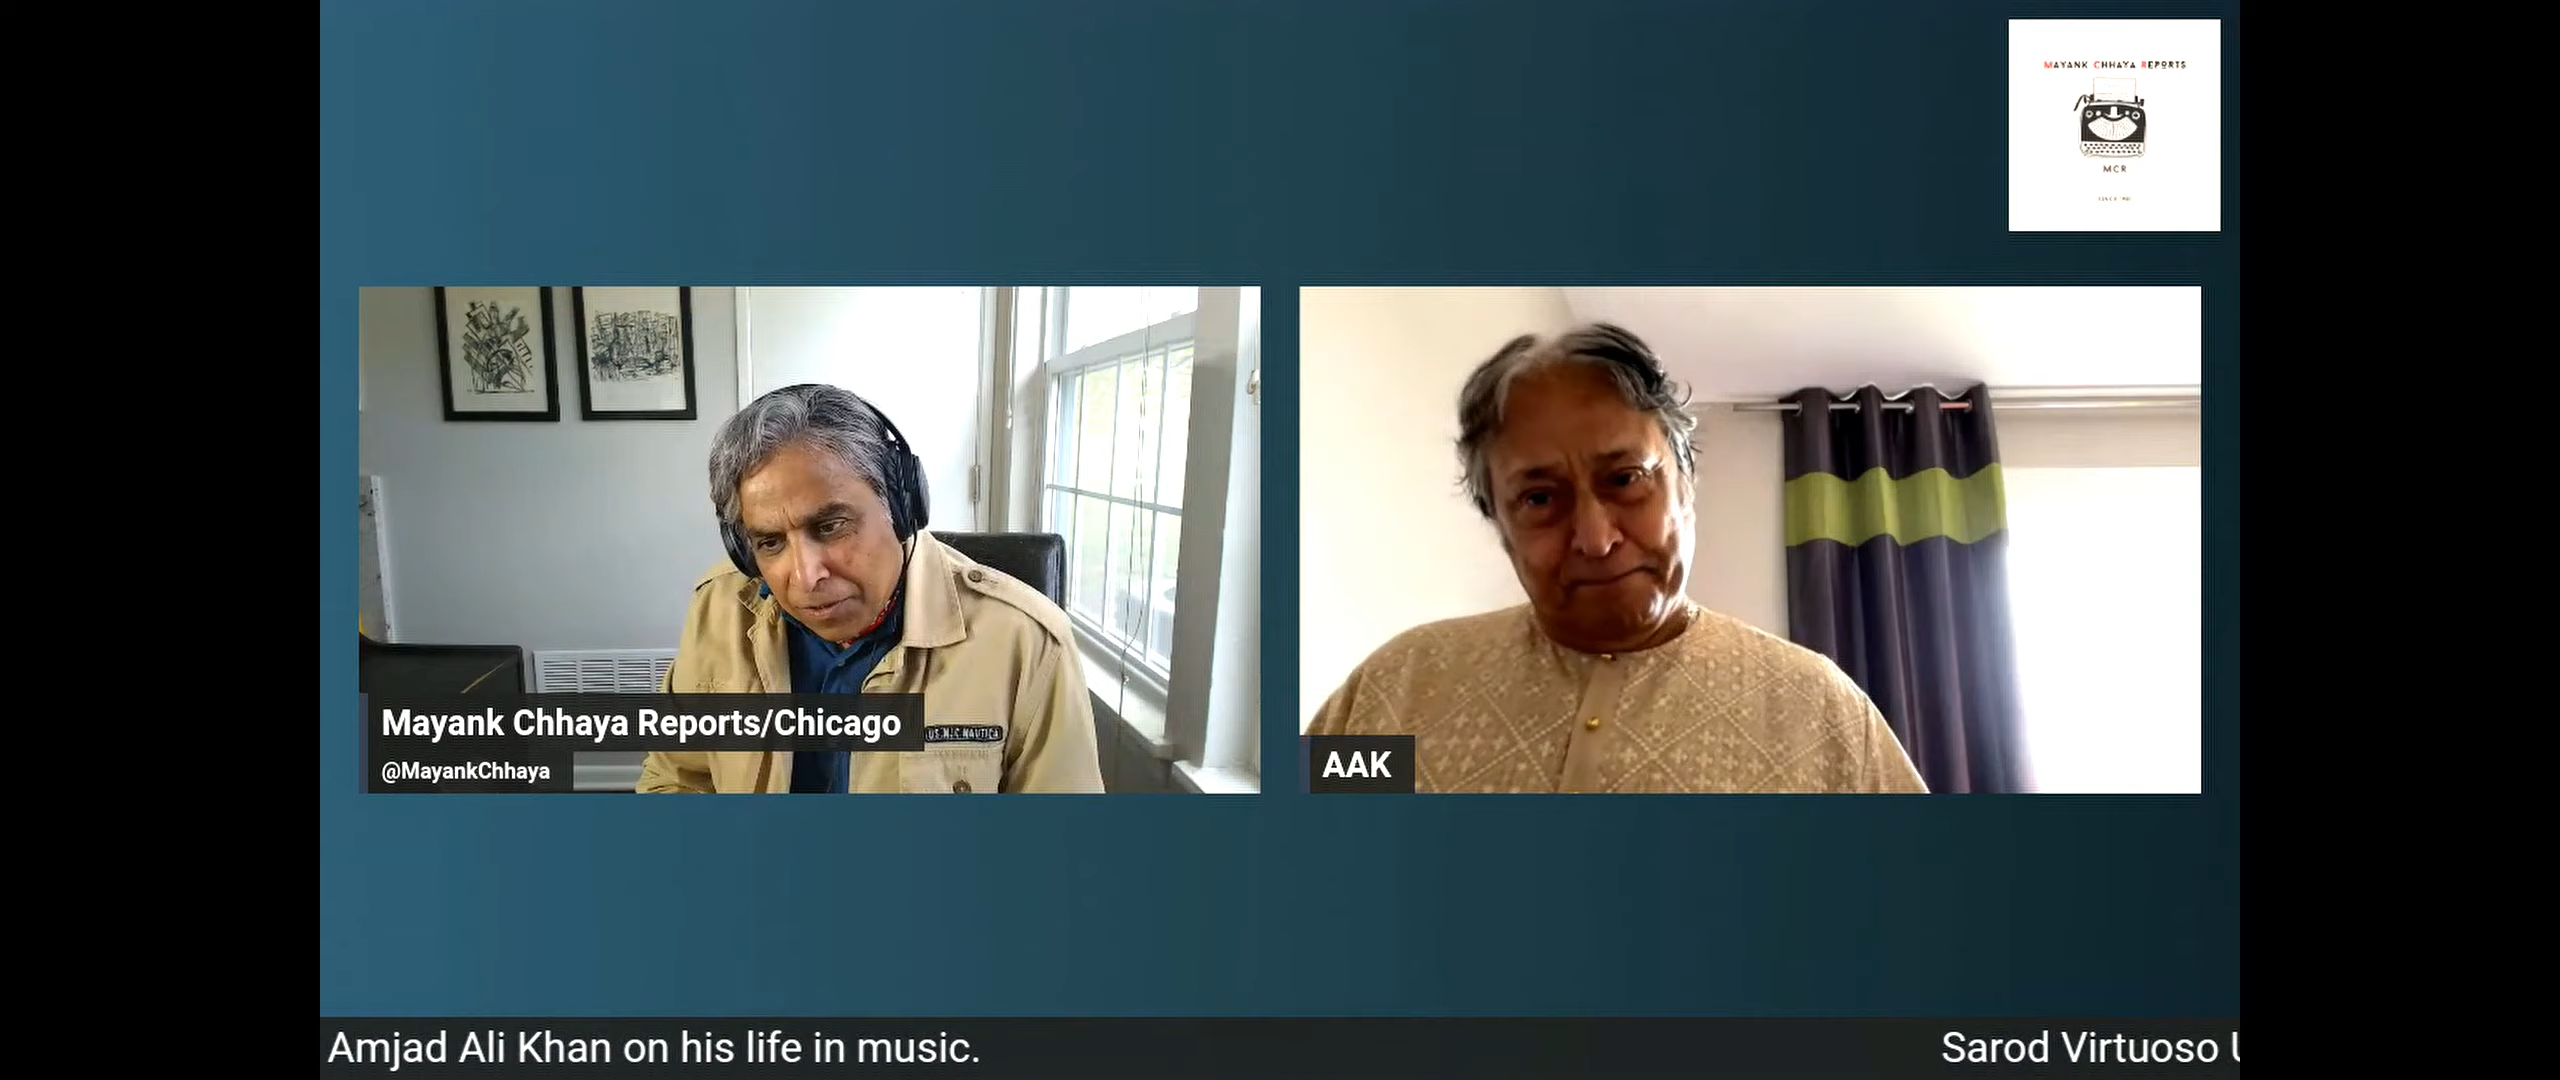 MAYANK CHHAYA REPORTS
MCR
Mayank Chhaya Reports/Chicago
@MayankChhaya
AAK
Amjad Ali Khan on his life in music.
Sarod Virtuoso